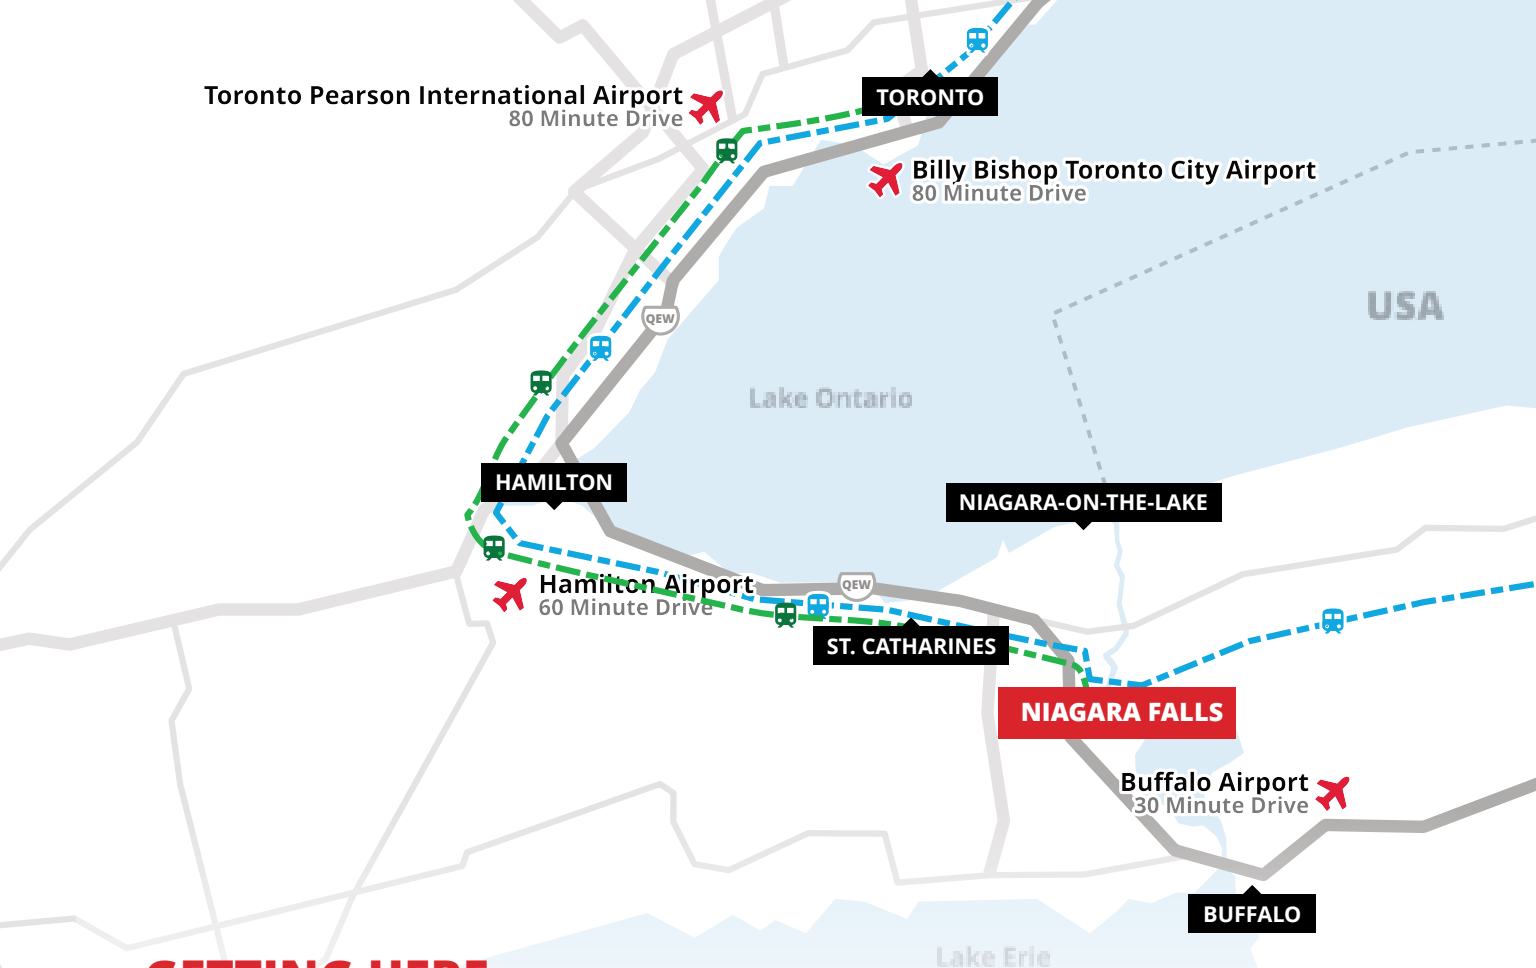 Toronto Pearson International Airport
80 Minute Drive
TORONTO
Billy Bishop Toronto City Airport
80 Minute Drive
USA
QEW
Lake Ontario
HAMILTON
NIAGARA-ON-THE-LAKE
Hamilton Airport
60 Minute Drive
QEW
ST. CATHARINES
NIAGARA FALLS
Buffalo Airport
30 Minute Drive
BUFFALO
Lake Erie
GETTING HERE